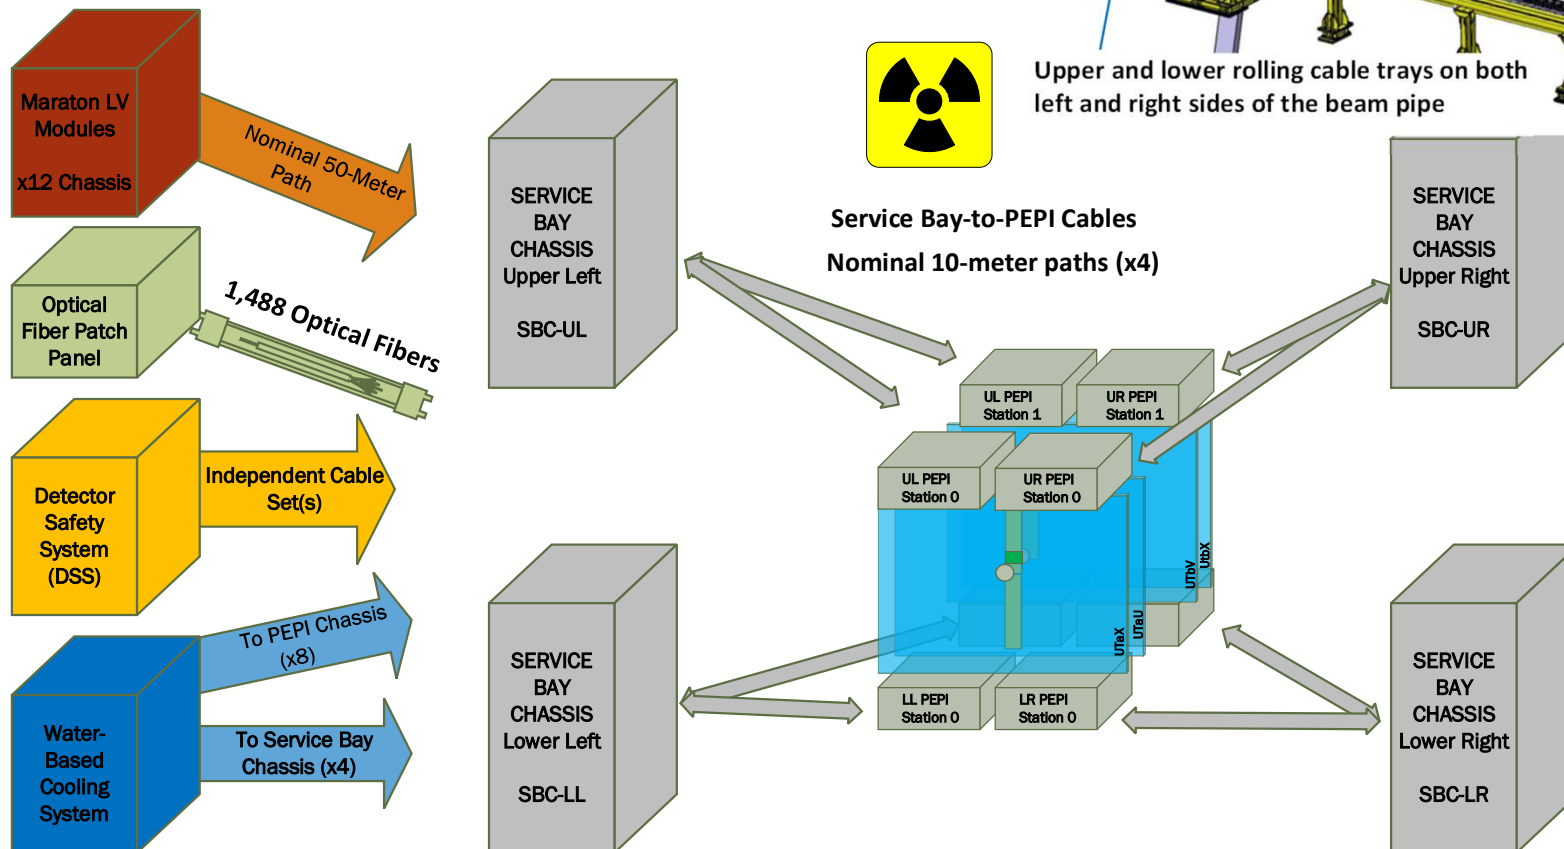 Upper and lower rolling cable trays on both
left and right sides of the beam pipe
Maraton LV
Modules
x12 Chassis
Nominal 50-Meter
Path
Optical
Fiber Patch
Panel
1,488 Optical Fibers
Detector
Safety
System
(DSS)
Independent Cable
Set(s)
Water-
Based
Cooling
System
To PEPI Chassis
(x8)
To Service Bay
Chassis (x4)
SERVICE
BAY
CHASSIS
Upper Left
SBC-UL
SERVICE
BAY
CHASSIS
Lower Left
SBC-LL
Service Bay-to-PEPI Cables
Nominal 10-meter paths (x4)
UL PEPI
Station 1
UR PEPI
Station 1
UL PEPI
Station 0
UR PEPI
Station 0
UTaX
UTaU
UTbV
UtbX
LL PEPI
Station 0
LR PEPI
Station 0
SERVICE
BAY
CHASSIS
Upper Right
SBC-UR
SERVICE
BAY
CHASSIS
Lower Right
SBC-LR